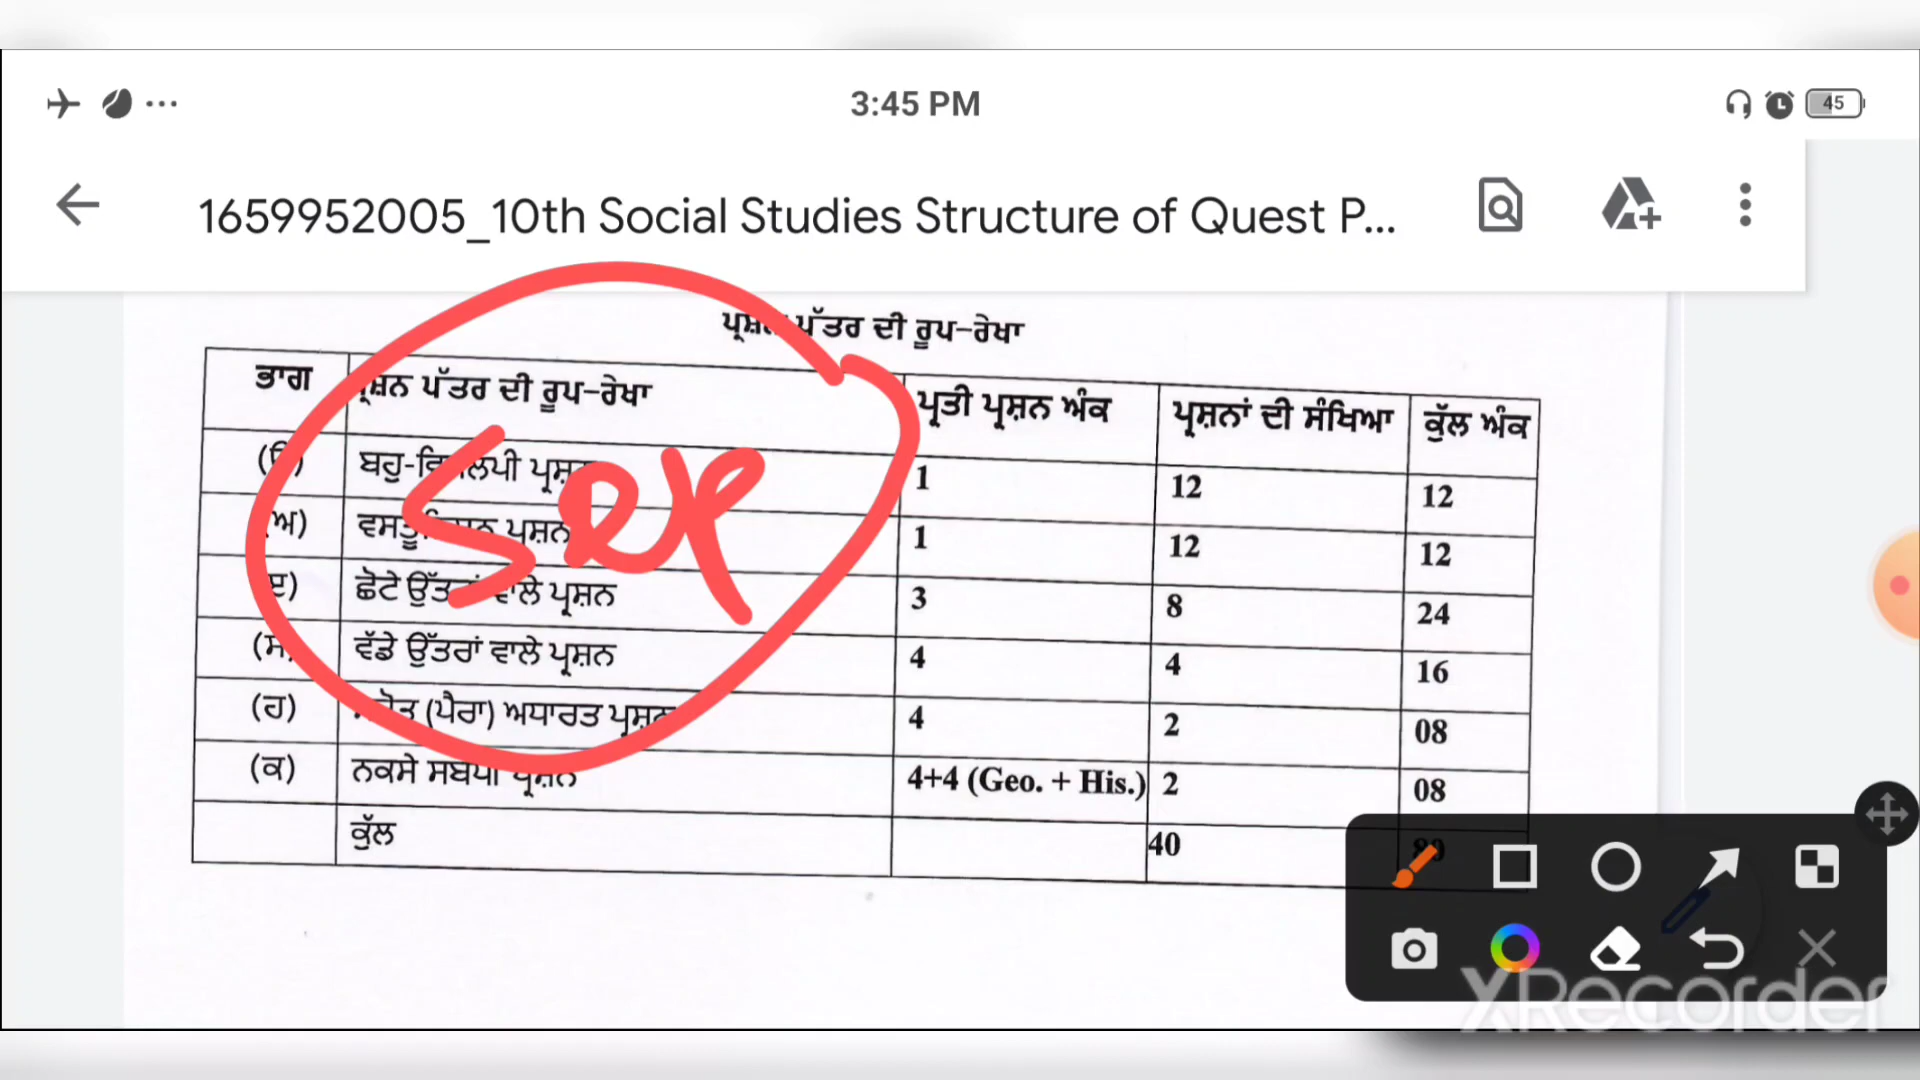 3:45 PM
45
1659952005_10th Social Studies Structure of Quest P...
ਪ੍ਰਸ਼ਨ ਪੱਤਰ ਦੀ ਰੂਪ-ਰੇਖਾ
ਭਾਗ ਪ੍ਰਸ਼ਨ ਪੱਤਰ ਦੀ ਰੂਪ-ਰੇਖਾ ਪ੍ਰਤੀ ਪ੍ਰਸ਼ਨ ਅੰਕ ਪ੍ਰਸ਼ਨਾਂ ਦੀ ਸੰਖਿਆ ਕੁੱਲ ਅੰਕ
ਬਹੁ-ਵਿਕਲਪੀ ਪ੍ਰਸ਼ਨ 1 12 12
(ਅ) ਵਸਤੂਨਿਸ਼ਠ ਪ੍ਰਸ਼ਨ 1 12 12
(ੲ) ਛੋਟੇ ਉੱਤਰਾਂ ਵਾਲੇ ਪ੍ਰਸ਼ਨ 3 8 24
(ਸ) ਵੱਡੇ ਉੱਤਰਾਂ ਵਾਲੇ ਪ੍ਰਸ਼ਨ 4 4 16
(ਹ) ਸਰੋਤ (ਪੈਰਾ) ਅਧਾਰਤ ਪ੍ਰਸ਼ਨ 4 2 08
(ਕ) ਨਕਸੇ ਸਬੰਧੀ ਪ੍ਰਸ਼ਨ 4+4 (Geo. + His.) 2 08
ਕੁੱਲ 40 80
XRecorder